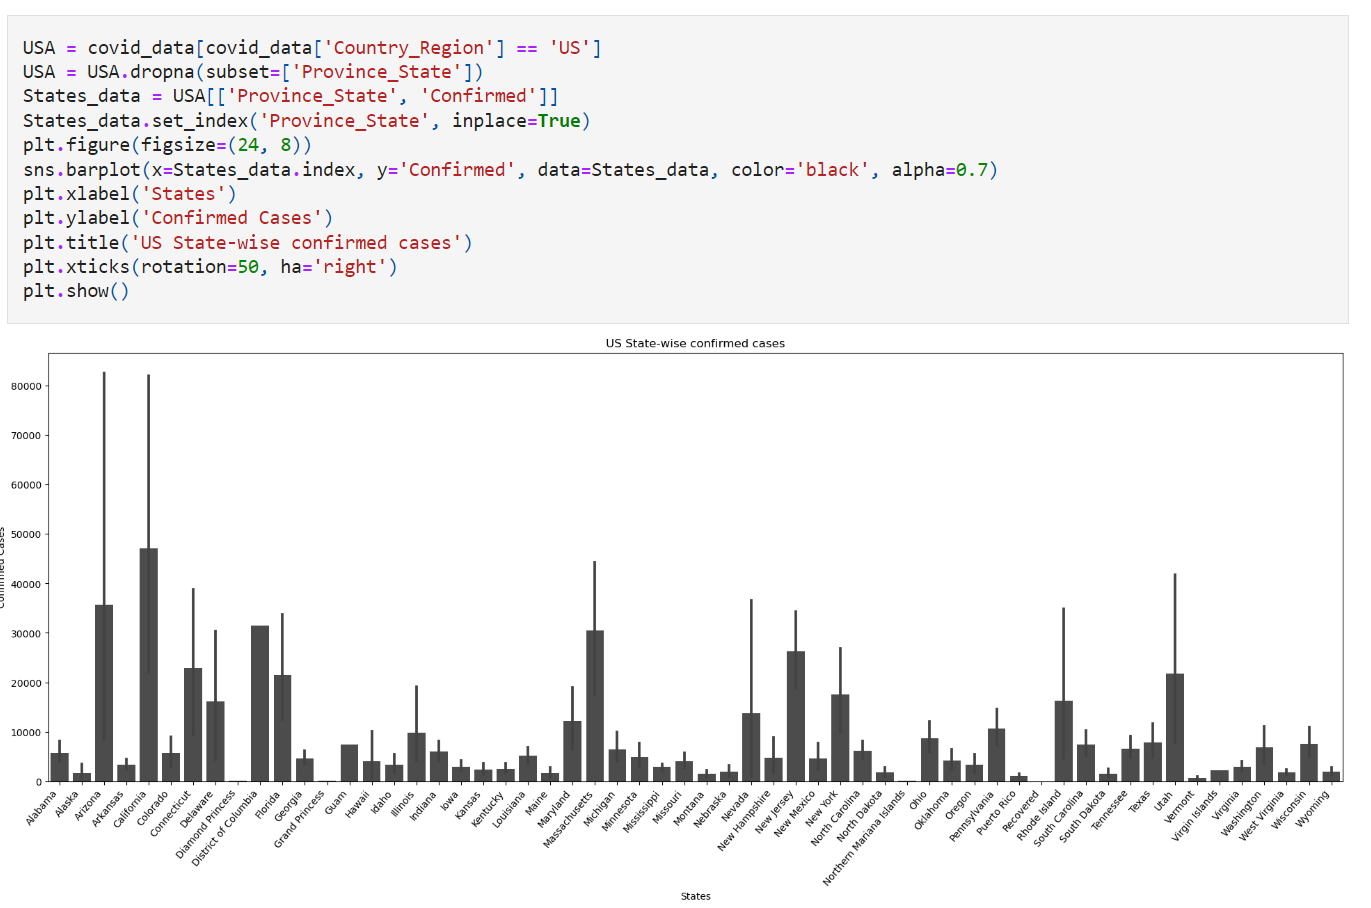 USA = covid_data[covid_data['Country_Region'] == 'US']
USA = USA.dropna(subset=['Province_State'])
States_data = USA[['Province_State', 'Confirmed']]
States_data.set_index('Province_State', inplace=True)
plt.figure(figsize=(24, 8))
sns.barplot(x=States_data.index, y='Confirmed', data=States_data, color='black', alpha=0.7)
plt.xlabel('States')
plt.ylabel('Confirmed Cases')
plt.title('US State-wise confirmed cases')
plt.xticks(rotation=50, ha='right')
plt.show()
US State-wise confirmed cases
80000
70000
60000
50000
40000
30000
20000
10000
0
Confirmed Cases
Alabama
Alaska
Arizona
Arkansas
California
Colorado
Connecticut
Delaware
Diamond Princess
District of Columbia
Florida
Georgia
Grand Princess
Guam
Hawaii
Idaho
Illinois
Indiana
Iowa
Kansas
Kentucky
Louisiana
Maine
Maryland
Massachusetts
Michigan
Minnesota
Mississippi
Missouri
Montana
Nebraska
Nevada
New Hampshire
New Jersey
New Mexico
New York
North Carolina
North Dakota
Northern Mariana Islands
Ohio
Oklahoma
Oregon
Pennsylvania
Puerto Rico
Recovered
Rhode Island
South Carolina
South Dakota
Tennessee
Texas
Utah
Vermont
Virgin Islands
Virginia
Washington
West Virginia
Wisconsin
Wyoming
States